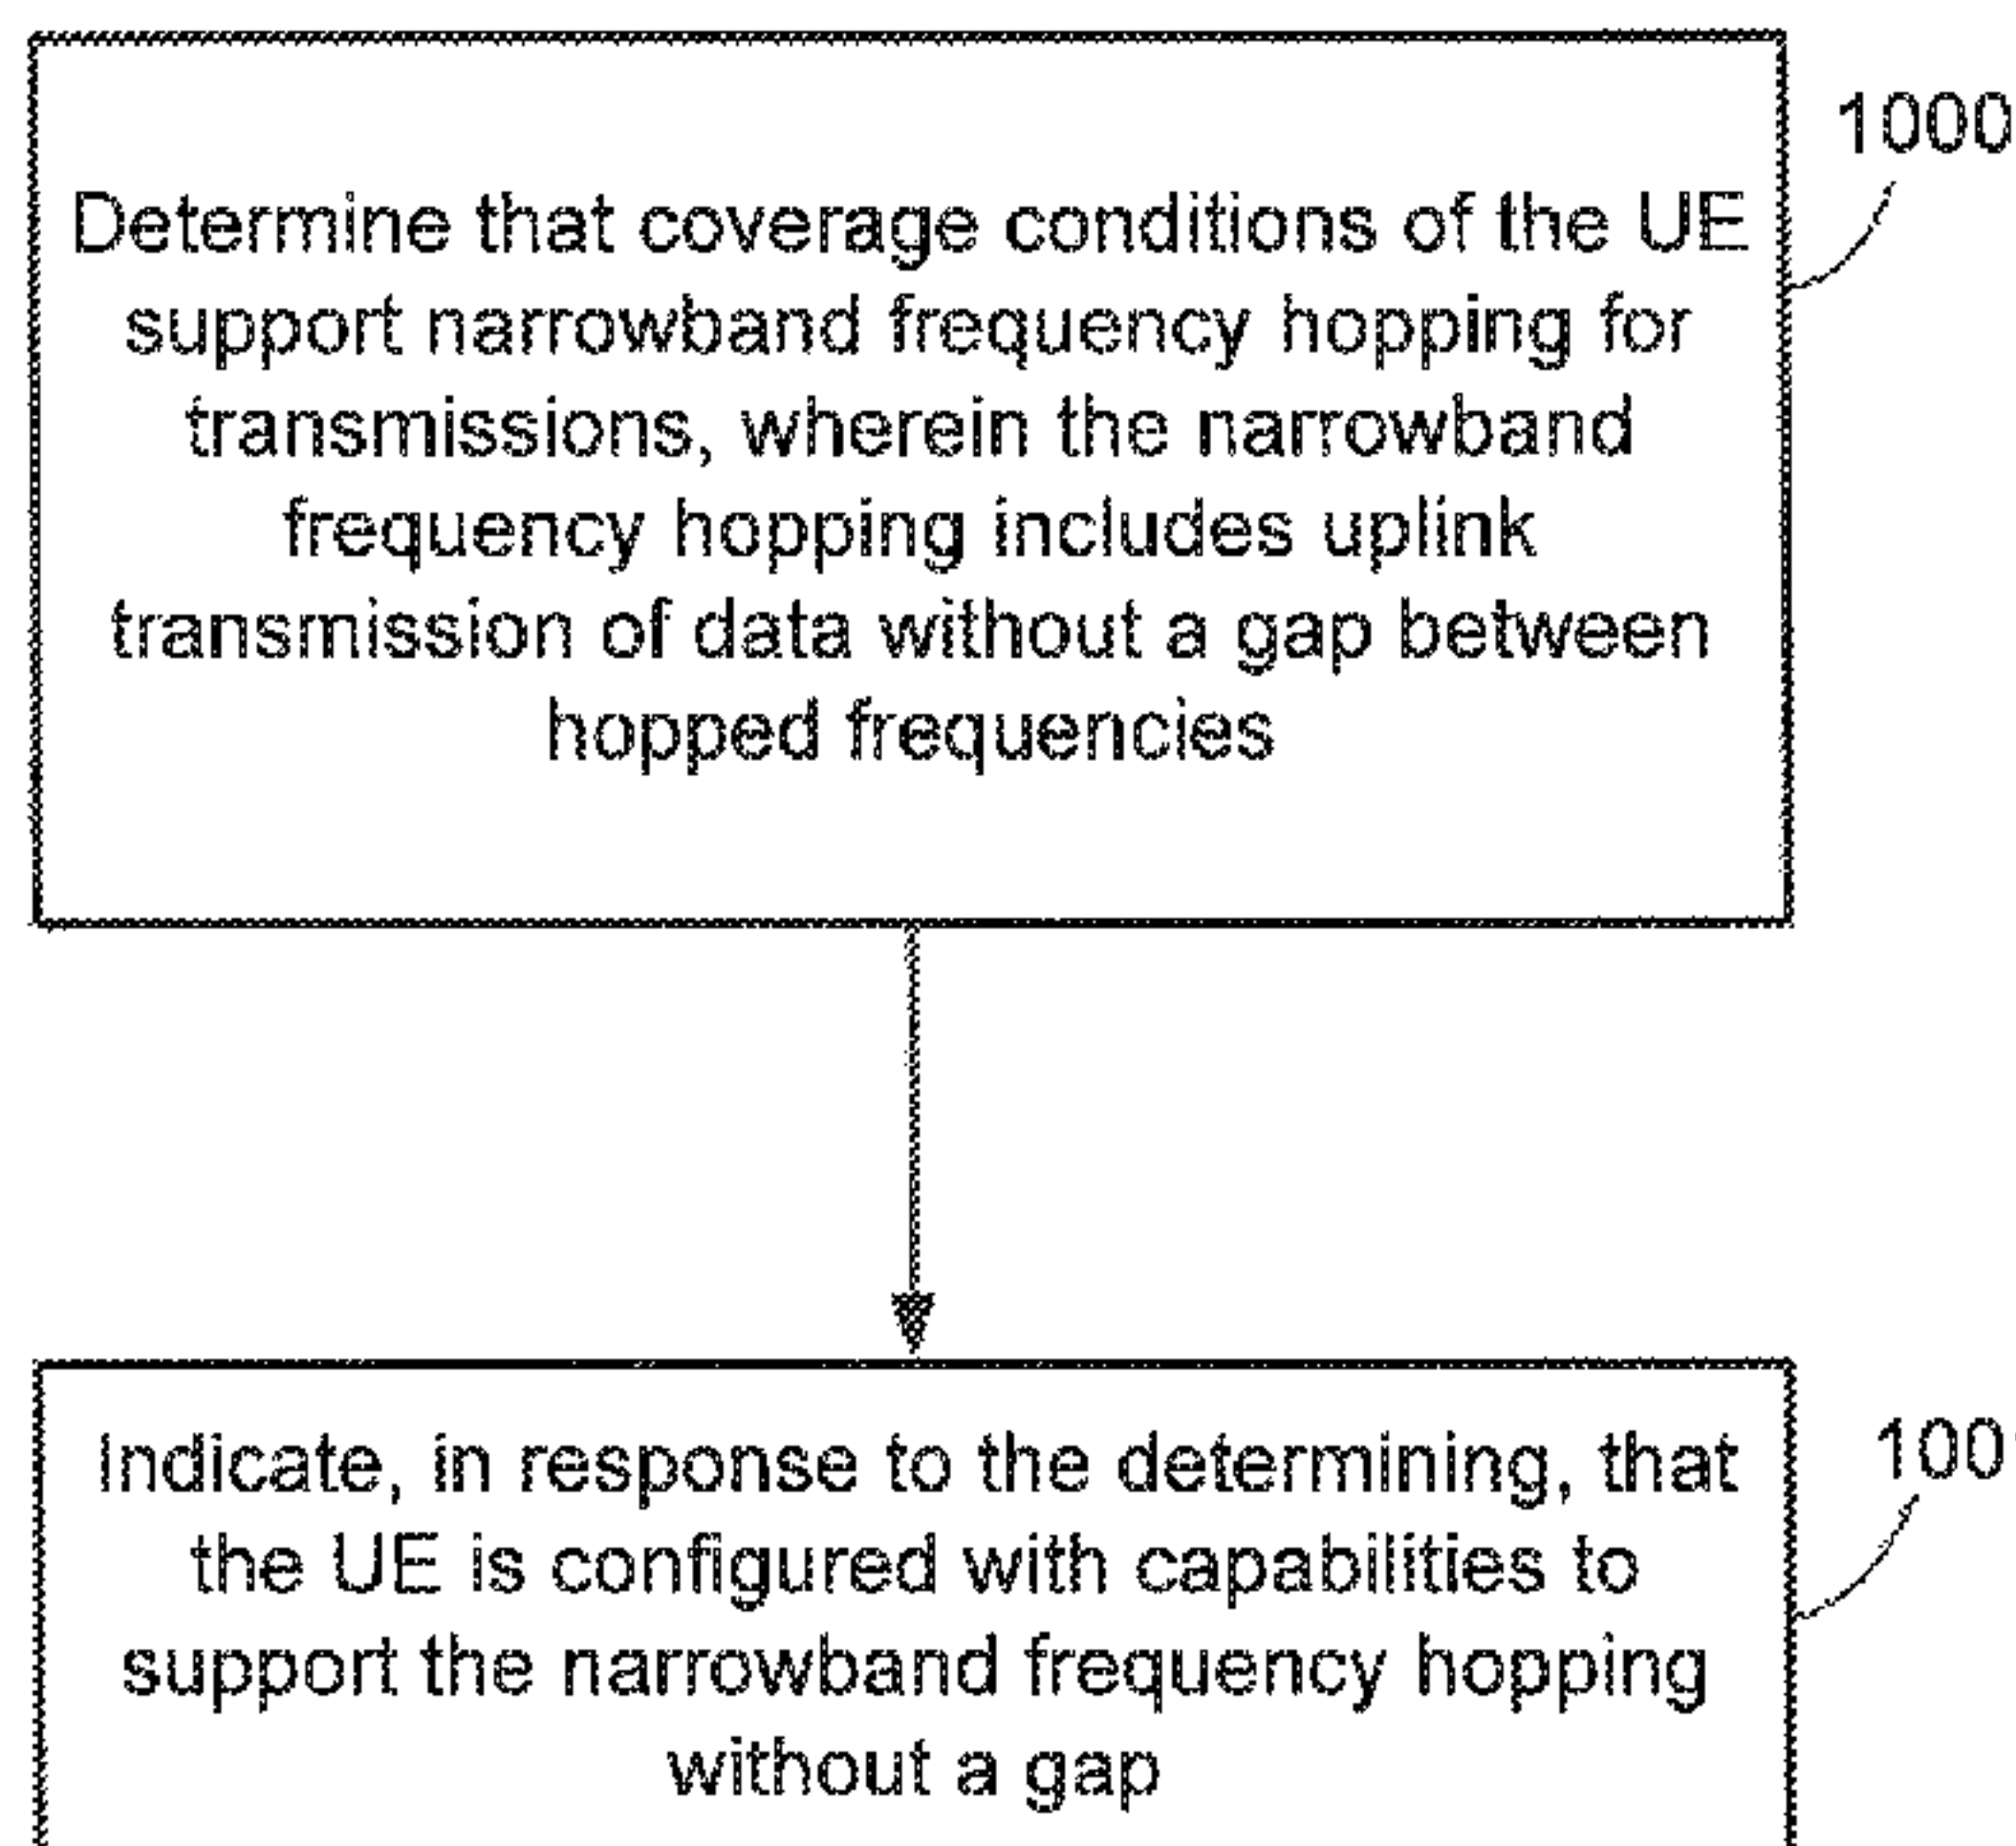 1000
Determine that coverage conditions of the UE
support narrowband frequency hopping for
transmissions, wherein the narrowband
frequency hopping includes uplink
transmission of data without a gap between
hopped frequencies
Indicate, in response to the determining, that
the UE is configured with capabilities to
support the narrowband frequency hopping
without a gap